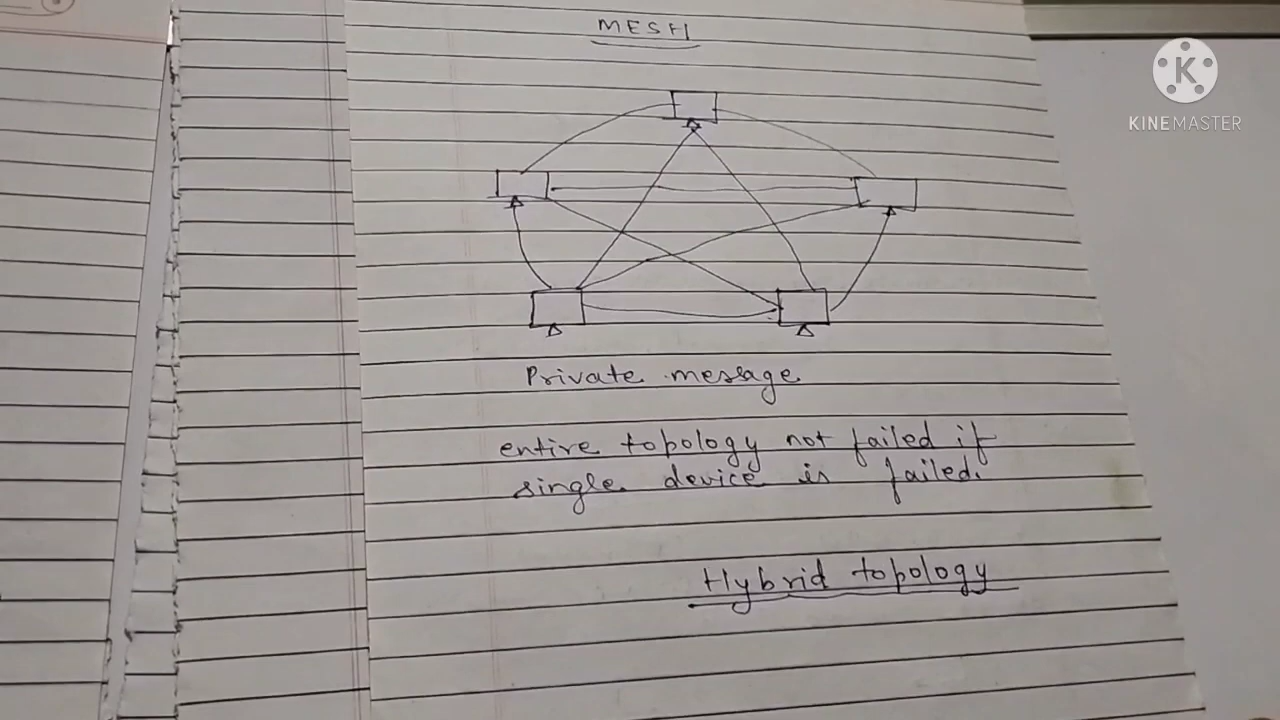 MESH
K
KINEMASTER
Private message
entire topology not failed if
single device is failed.
Hybrid topology